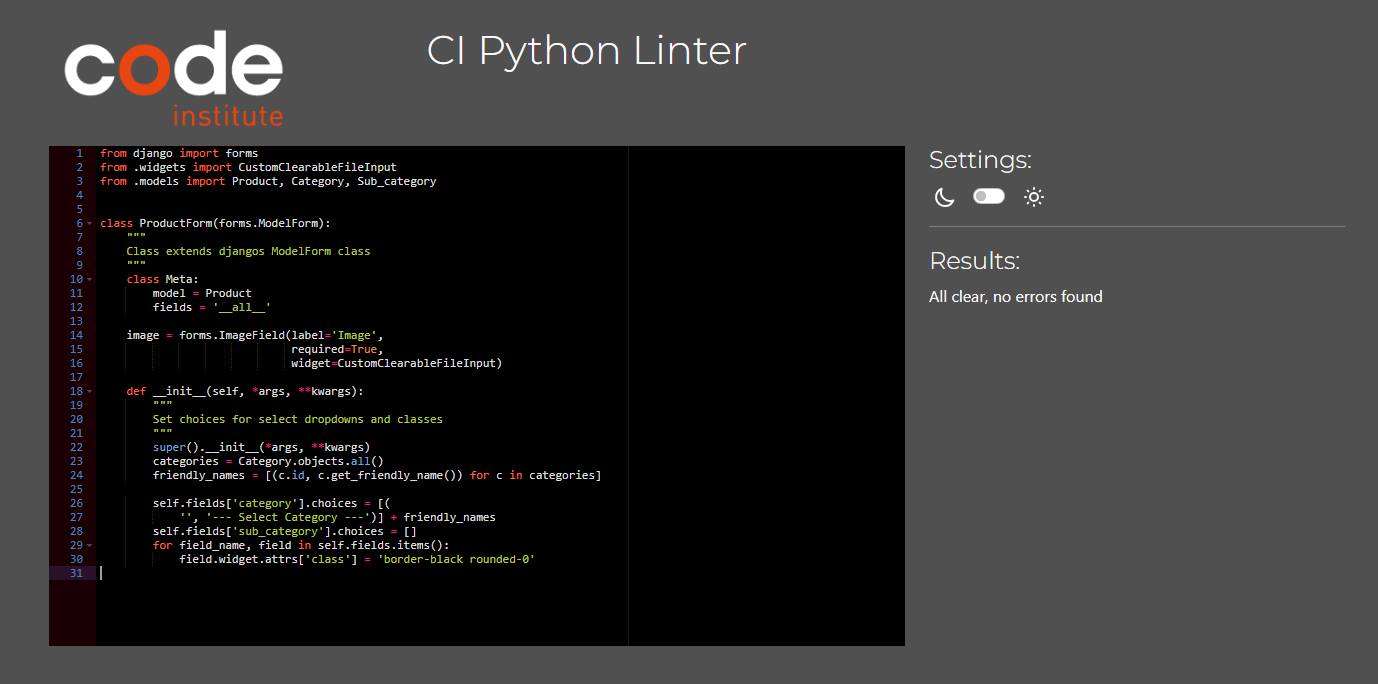 code
institute
CI Python Linter
1 from django import forms
2 from .widgets import CustomClearableFileInput
3 from .models import Product, Category, Sub_category
4
5
6 class ProductForm(forms.ModelForm):
7     """
8     Class extends djangos ModelForm class
9     """
10     class Meta:
11         model = Product
12         fields = '__all__'
13
14     image = forms.ImageField(label='Image',
15                              required=True,
16                              widget=CustomClearableFileInput)
17
18     def __init__(self, *args, **kwargs):
19         """
20         Set choices for select dropdowns and classes
21         """
22         super().__init__(*args, **kwargs)
23         categories = Category.objects.all()
24         friendly_names = [(c.id, c.get_friendly_name()) for c in categories]
25
26         self.fields['category'].choices = [(
27             '', '--- Select Category ---')] + friendly_names
28         self.fields['sub_category'].choices = []
29         for field_name, field in self.fields.items():
30             field.widget.attrs['class'] = 'border-black rounded-0'
31
Settings:
Results:
All clear, no errors found